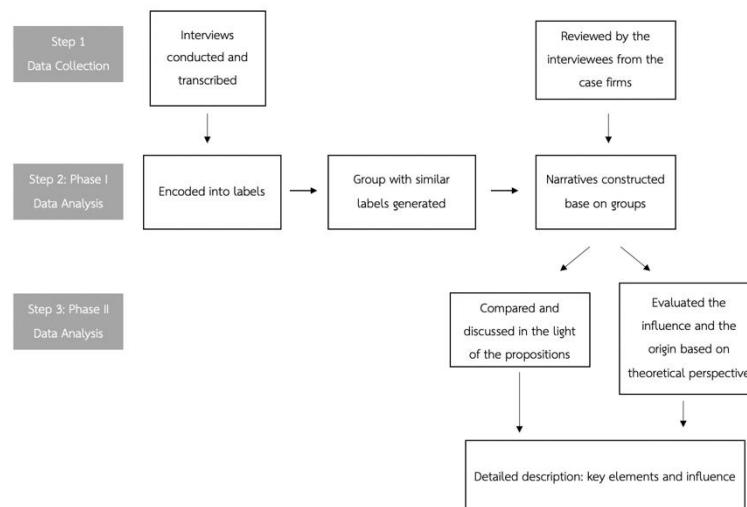 Step 1
Data Collection
Interviews
conducted and
transcribed
Reviewed by the
interviewees from the
case firms
Step 2: Phase I
Data Analysis
Encoded into labels
Group with similar
labels generated
Narratives constructed
base on groups
Step 3: Phase II
Data Analysis
Compared and
discussed in the light
of the propositions
Evaluated the
influence and the
origin based on
theoretical perspective
Detailed description: key elements and influence